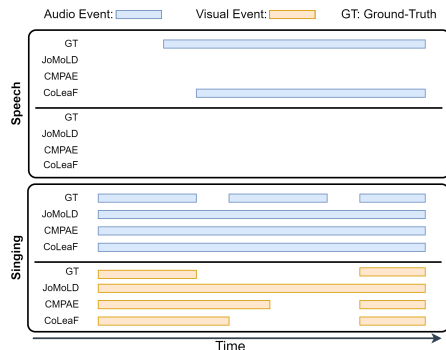 Audio Event: Visual Event: GT: Ground-Truth
Speech
GT
JoMoLD
CMPAE
CoLeaF
GT
JoMoLD
CMPAE
CoLeaF
Singing
GT
JoMoLD
CMPAE
CoLeaF
GT
JoMoLD
CMPAE
CoLeaF
Time